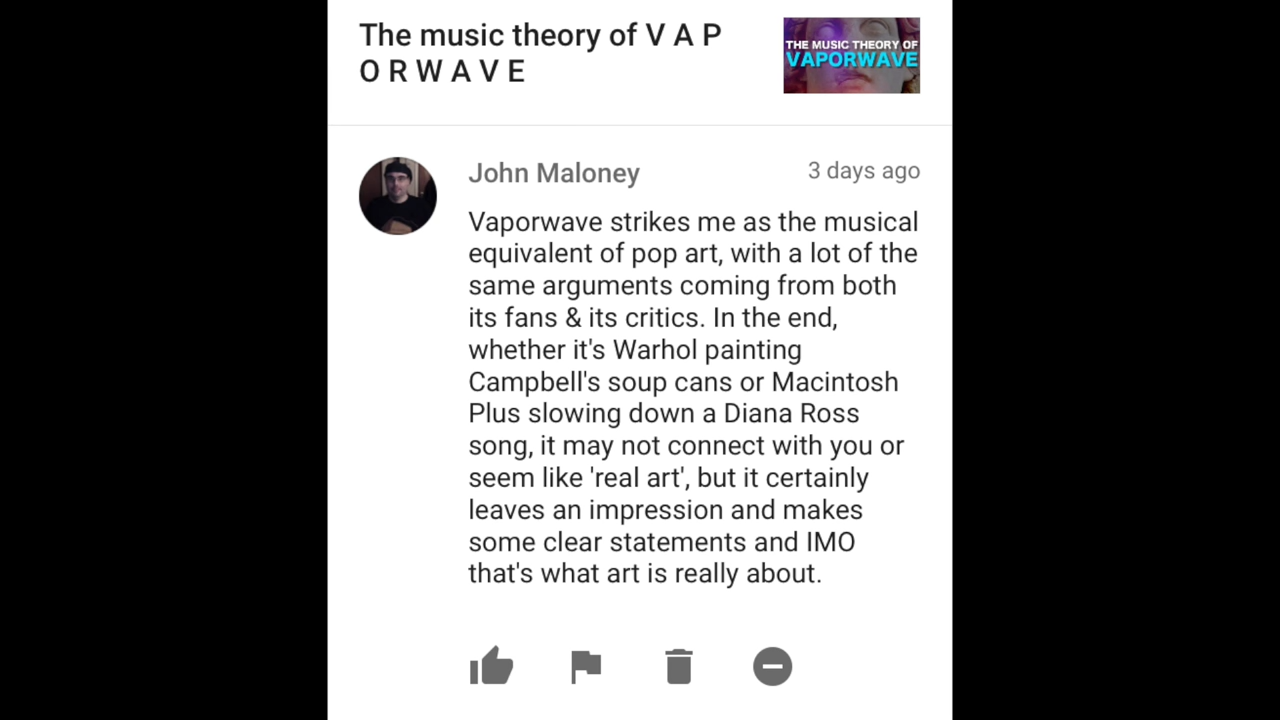 The music theory of V A P
O R W A V E
THE MUSIC THEORY OF
VAPORWAVE
John Maloney
3 days ago
Vaporwave strikes me as the musical
equivalent of pop art, with a lot of the
same arguments coming from both
its fans & its critics. In the end,
whether it's Warhol painting
Campbell's soup cans or Macintosh
Plus slowing down a Diana Ross
song, it may not connect with you or
seem like 'real art', but it certainly
leaves an impression and makes
some clear statements and IMO
that's what art is really about.